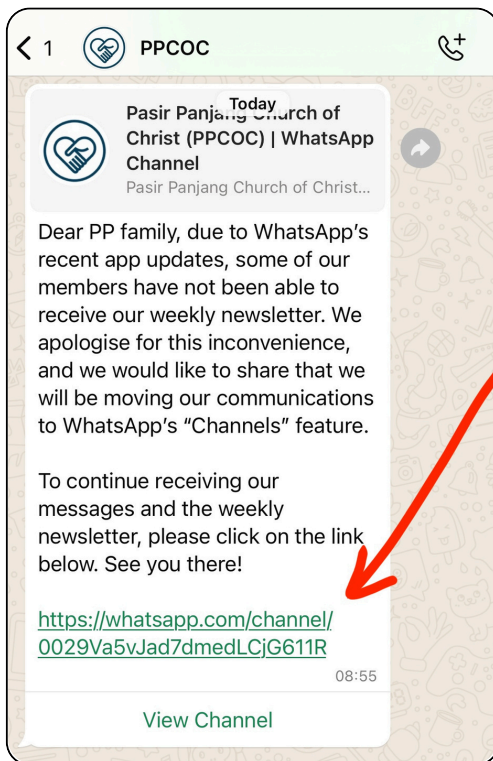 1 PPCOC
Today
Pasir Panjang Church of
Christ (PPCOC) | WhatsApp
Channel
Pasir Panjang Church of Christ...
Dear PP family, due to WhatsApp's
recent app updates, some of our
members have not been able to
receive our weekly newsletter. We
apologise for this inconvenience,
and we would like to share that we
will be moving our communications
to WhatsApp's “Channels” feature.
To continue receiving our
messages and the weekly
newsletter, please click on the link
below. See you there!
https://whatsapp.com/channel/
0029Va5vJad7dmedLCjG611R
08:55
View Channel